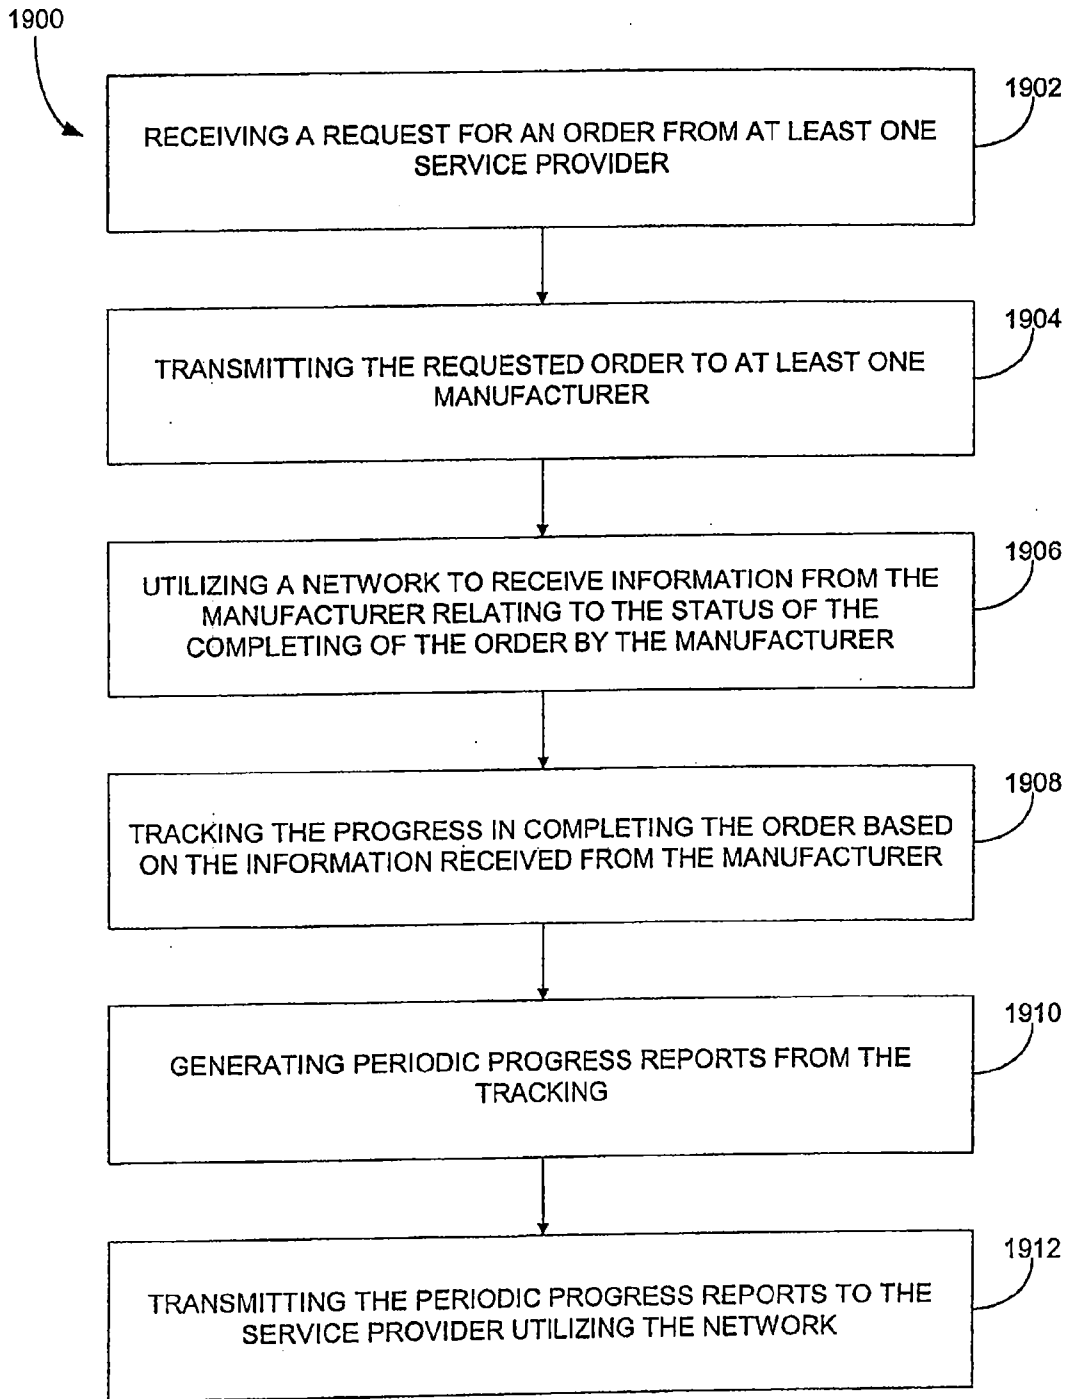 1900
1902
RECEIVING A REQUEST FOR AN ORDER FROM AT LEAST ONE
SERVICE PROVIDER
1904
TRANSMITTING THE REQUESTED ORDER TO AT LEAST ONE
MANUFACTURER
1906
UTILIZING A NETWORK TO RECEIVE INFORMATION FROM THE
MANUFACTURER RELATING TO THE STATUS OF THE
COMPLETING OF THE ORDER BY THE MANUFACTURER
1908
TRACKING THE PROGRESS IN COMPLETING THE ORDER BASED
ON THE INFORMATION RECEIVED FROM THE MANUFACTURER
1910
GENERATING PERIODIC PROGRESS REPORTS FROM THE
TRACKING
1912
TRANSMITTING THE PERIODIC PROGRESS REPORTS TO THE
SERVICE PROVIDER UTILIZING THE NETWORK